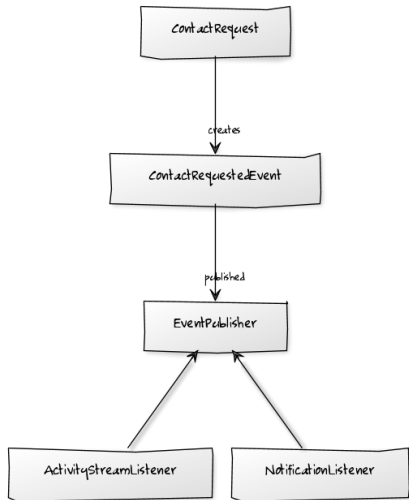 ContactRequest
creates
ContactRequestedEvent
published
EventPublisher
ActivityStreamListener
NotificationListener